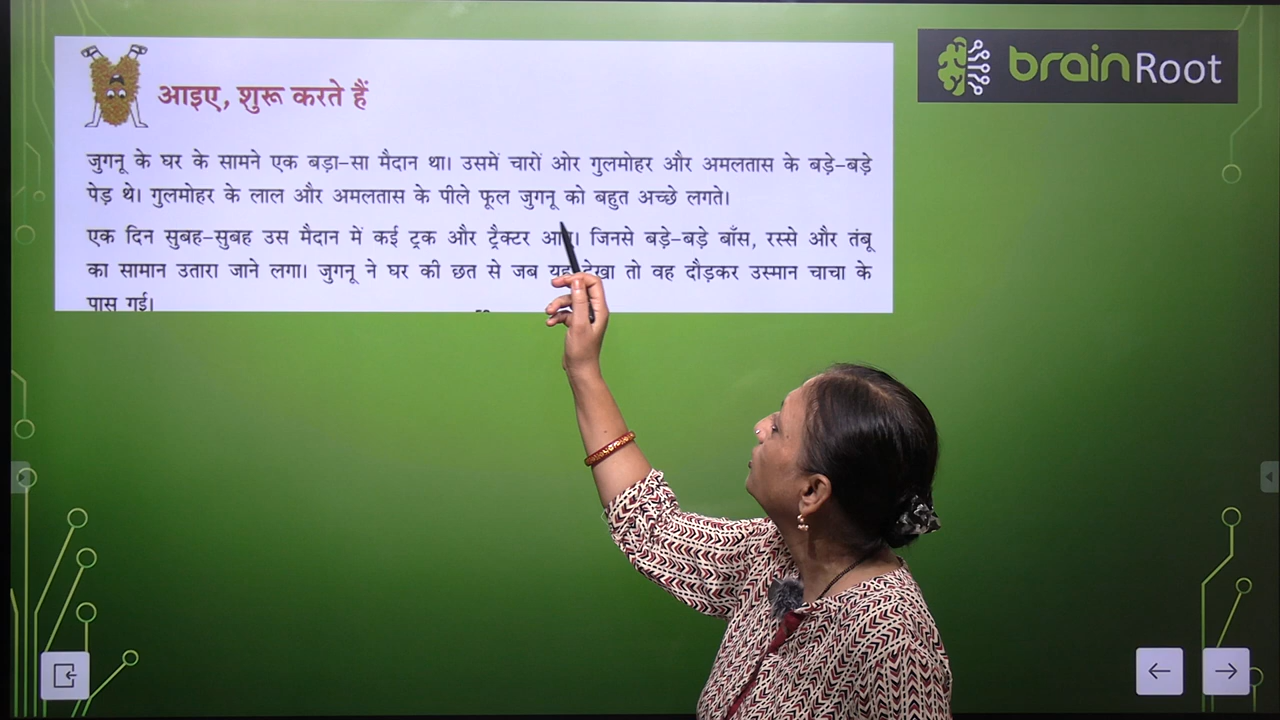 brainRoot
आइए, शुरू करते हैं
जुगनू के घर के सामने एक बड़ा-सा मैदान था। उसमें चारों ओर गुलमोहर और अमलतास के बड़े-बड़े
पेड़ थे। गुलमोहर के लाल और अमलतास के पीले फूल जुगनू को बहुत अच्छे लगते।
एक दिन सुबह-सुबह उस मैदान में कई ट्रक और ट्रैक्टर जिनसे बड़े-बड़े बाँस, रस्से और तंबू
का सामान उतारा जाने लगा। जुगनू ने घर की छत से जब देखा तो वह दौड़कर उस्मान चाचा के
पास गई।